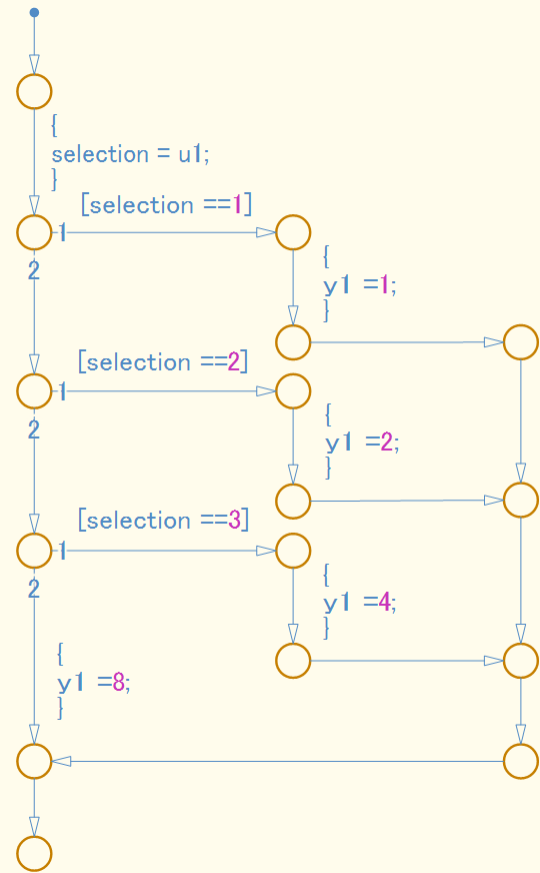 {
selection = u1;
}
[selection ==1]
1
2
{
y1 =1;
}
[selection ==2]
1
2
{
y1 =2;
}
[selection ==3]
1
2
{
y1 =4;
}
{
y1 =8;
}